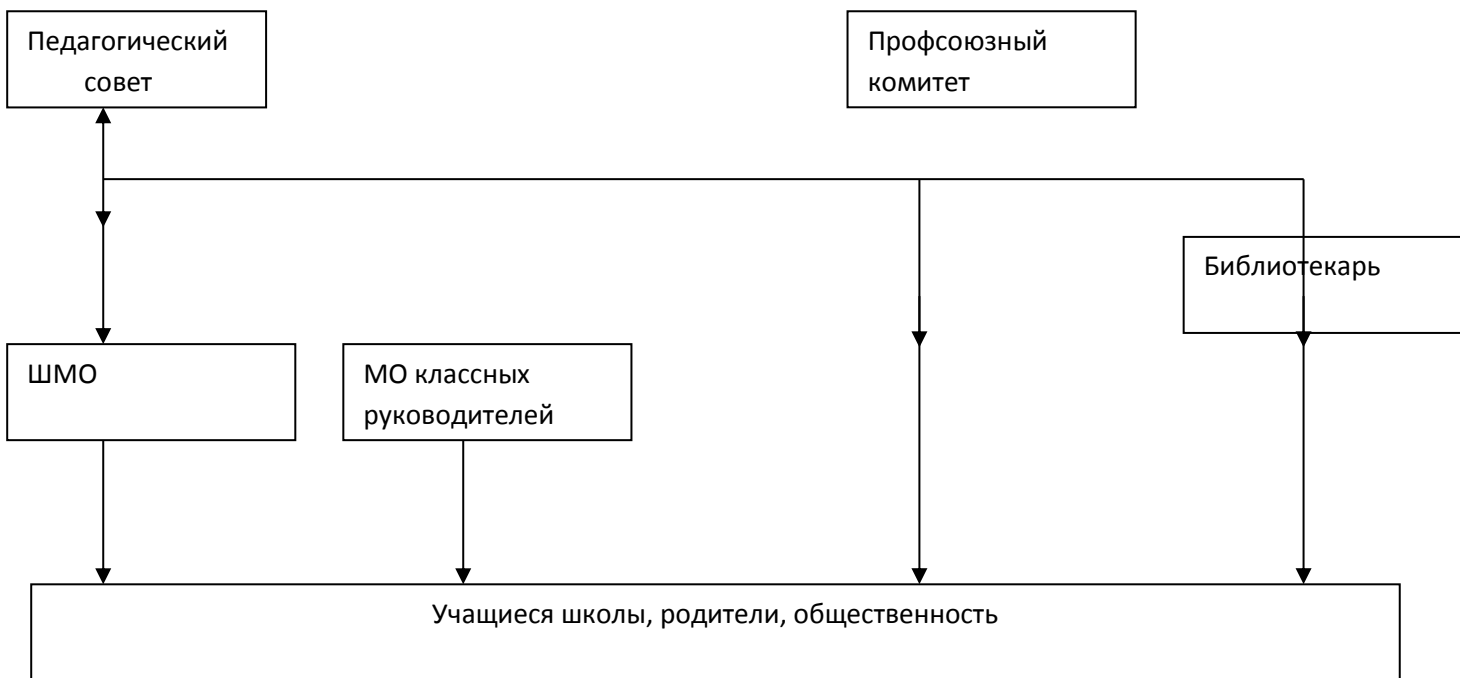 Педагогический
совет
Профсоюзный
комитет
Библиотекарь
ШМО
МО классных
руководителей
Учащиеся школы, родители, общественность